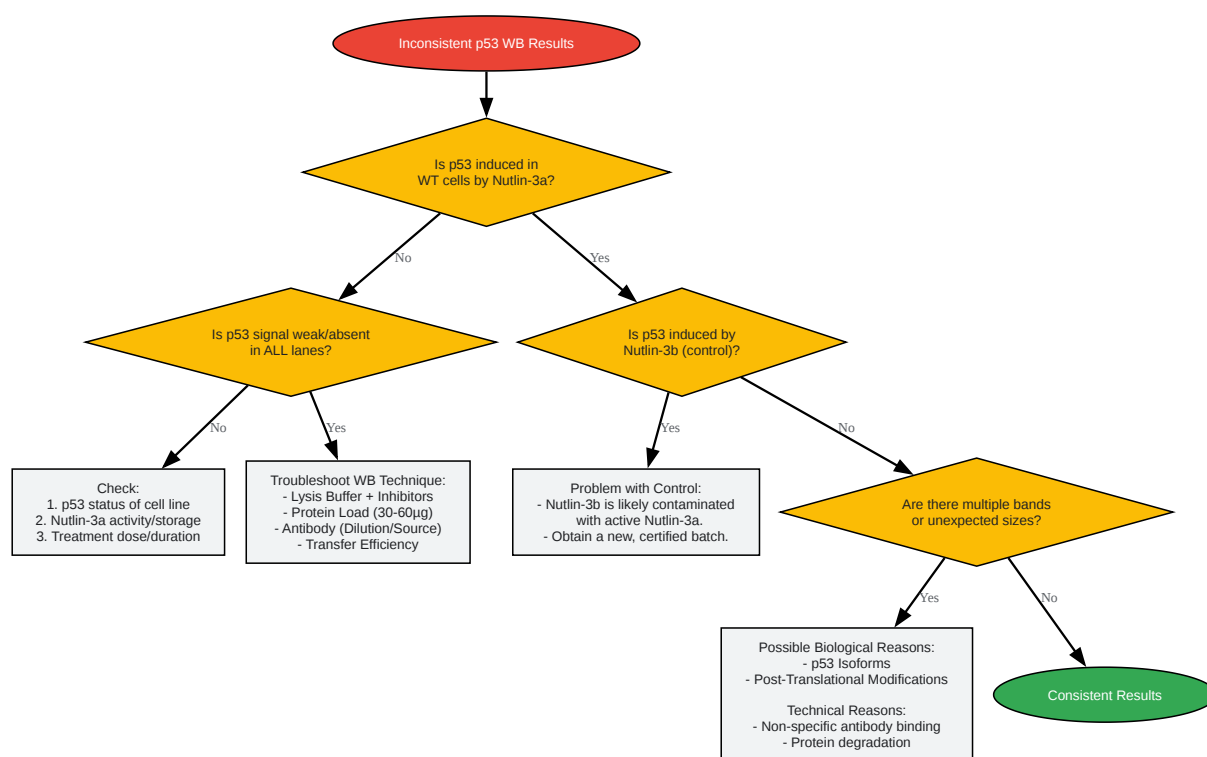 Inconsistent p53 WB Results
Is p53 induced in
WT cells by Nutlin-3a?
No
Yes
Is p53 signal weak/absent
in ALL lanes?
Is p53 induced by
Nutlin-3b (control)?
No
Yes
Yes
No
Check:
1. p53 status of cell line
2. Nutlin-3a activity/storage
3. Treatment dose/duration
Troubleshoot WB Technique:
- Lysis Buffer + Inhibitors
- Protein Load (30-60µg)
- Antibody (Dilution/Source)
- Transfer Efficiency
Problem with Control:
- Nutlin-3b is likely contaminated
with active Nutlin-3a.
- Obtain a new, certified batch.
Are there multiple bands
or unexpected sizes?
Yes
No
Possible Biological Reasons:
- p53 Isoforms
- Post-Translational Modifications
Technical Reasons:
- Non-specific antibody binding
- Protein degradation
Consistent Results